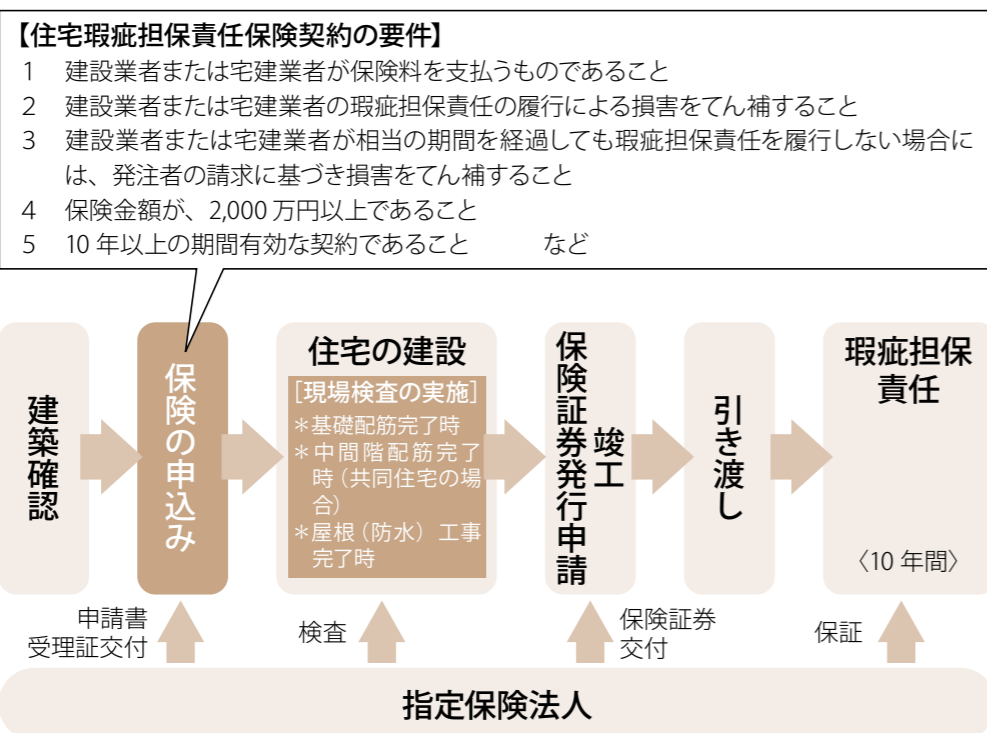 【住宅瑕疵担保責任保険契約の要件】
1 建設業者または宅建業者が保険料を支払うものであること
2 建設業者または宅建業者の瑕疵担保責任の履行による損害をてん補すること
3 建設業者または宅建業者が相当の期間を経過しても瑕疵担保責任を履行しない場合に
は、発注者の請求に基づき損害をてん補すること
4 保険金額が、2,000 万円以上であること
5 10 年以上の期間有効な契約であること など
建築確認
保険の申込み
住宅の建設
［現場検査の実施］
＊基礎配筋完了時
＊中間階配筋完了
時（共同住宅の場
合）
＊屋根（防水）工事
完了時
竣工
保険証券発行申請
引き渡し
瑕疵担保
責任
〈10 年間〉
申請書
受理証交付
検査
保険証券
交付
保証
指定保険法人